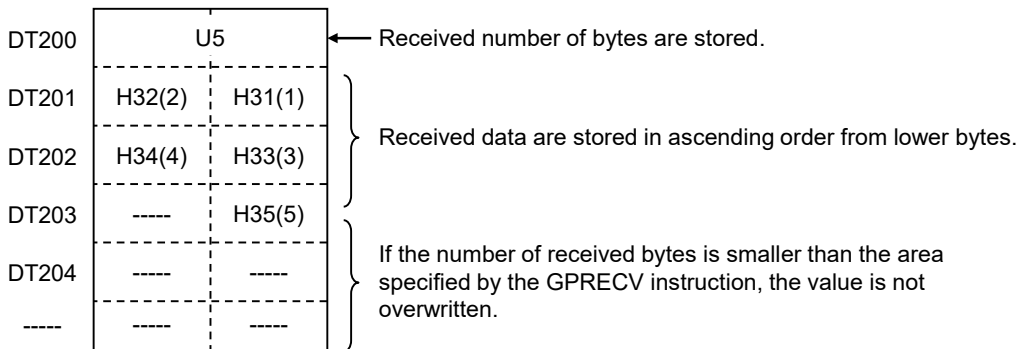 DT200 U5 Received number of bytes are stored.
DT201 H32(2) H31(1)
Received data are stored in ascending order from lower bytes.
DT202 H34(4) H33(3)
DT203 ----- H35(5)
If the number of received bytes is smaller than the area
DT204 ----- -----
specified by the GPRECV instruction, the value is not
overwritten.
----- ----- -----